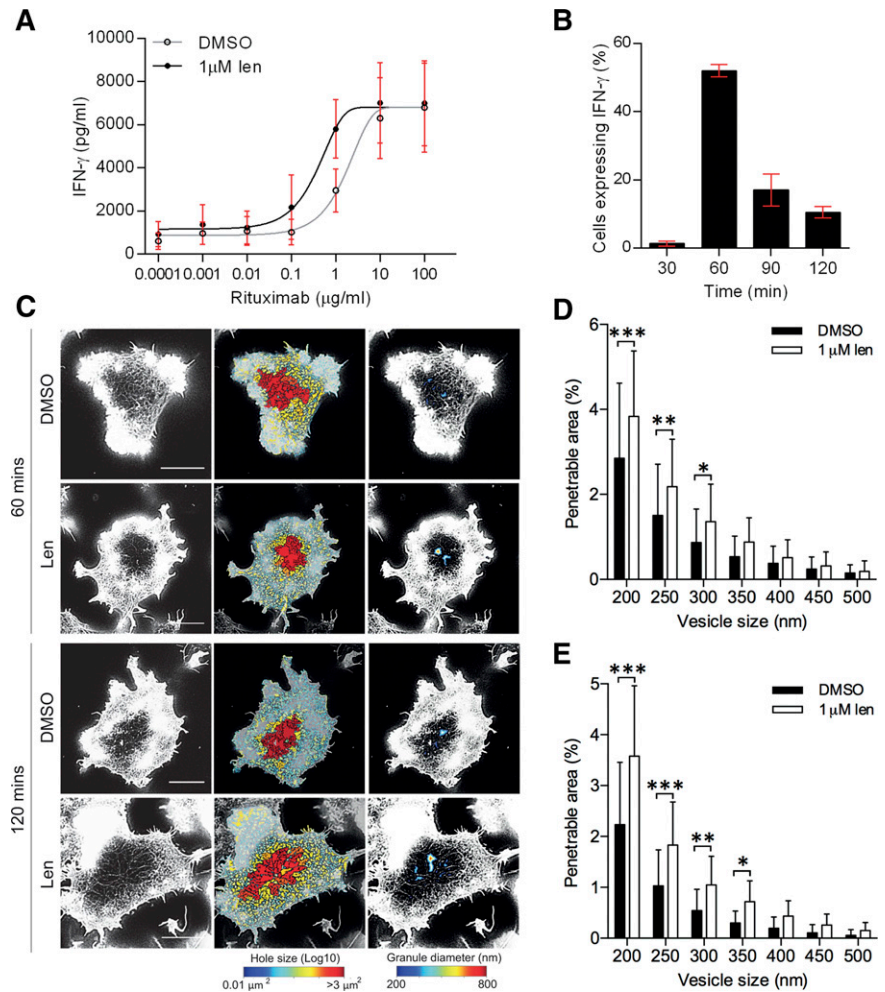 A
IFN-γ (pg/ml)
10000
8000
6000
4000
2000
0
DMSO
1µM len
0.0001
0.001
0.01
0.1
1
10
100
Rituximab (µg/ml)
B
Cells expressing IFN-γ (%)
60
40
20
0
30
60
90
120
Time (min)
C
60 mins
DMSO
Len
120 mins
DMSO
Len
Hole size (Log10)
0.01 µm²
>3 µm²
Granule diameter (nm)
200
800
D
Penetrable area (%)
6
4
2
0
DMSO
1 µM len
***
**
*
200
250
300
350
400
450
500
Vesicle size (nm)
E
Penetrable area (%)
5
4
3
2
1
0
DMSO
1 µM len
***
***
**
*
200
250
300
350
400
450
500
Vesicle size (nm)